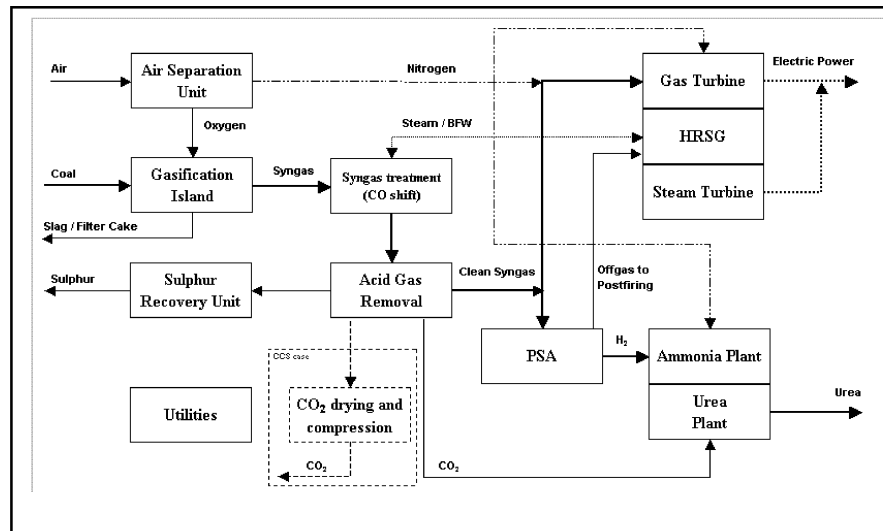 Air
Air Separation
Unit
Nitrogen
Gas Turbine
Electric Power
Oxygen
Steam / BFW
HRSG
Coal
Gasification
Island
Syngas
Syngas treatment
(CO shift)
Steam Turbine
Slag / Filter Cake
Sulphur
Sulphur
Recovery Unit
Acid Gas
Removal
Clean Syngas
Offgas to
Postfiring
PSA
H₂
Ammonia Plant
CCS case
Utilities
CO₂ drying and
compression
Urea
Plant
Urea
CO₂
CO₂